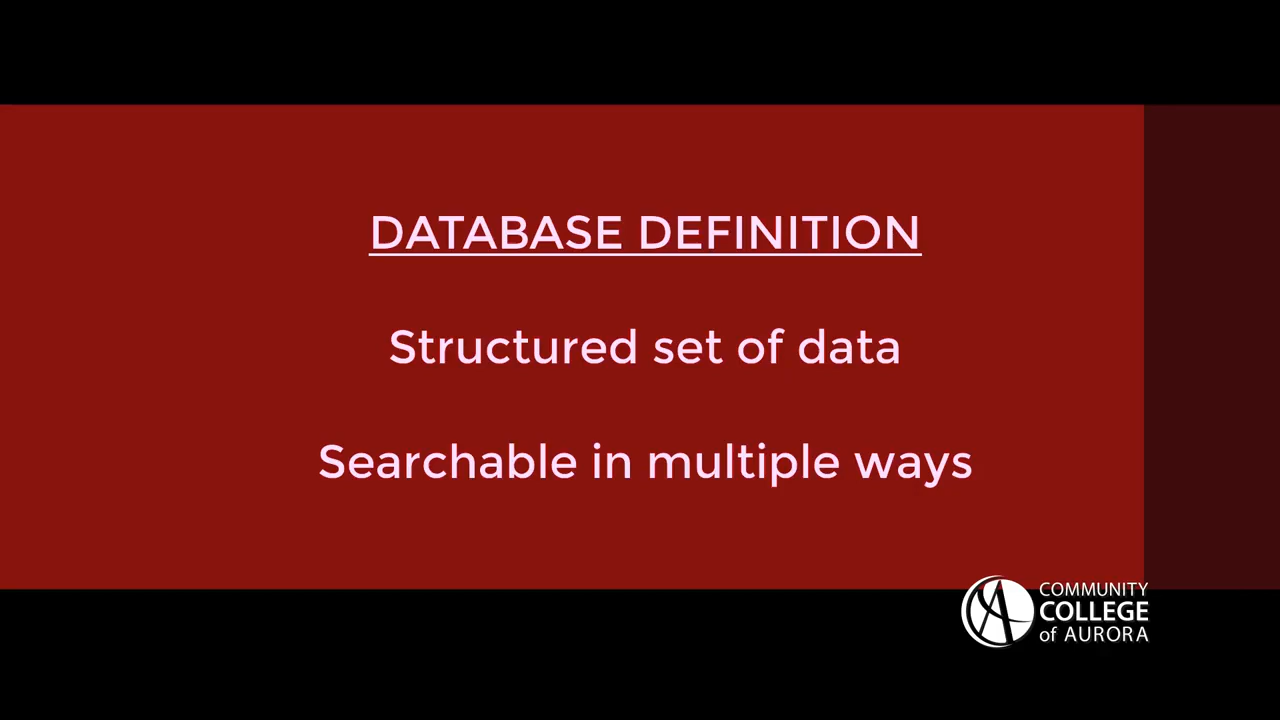 DATABASE DEFINITION
Structured set of data
Searchable in multiple ways
COMMUNITY
COLLEGE
of AURORA